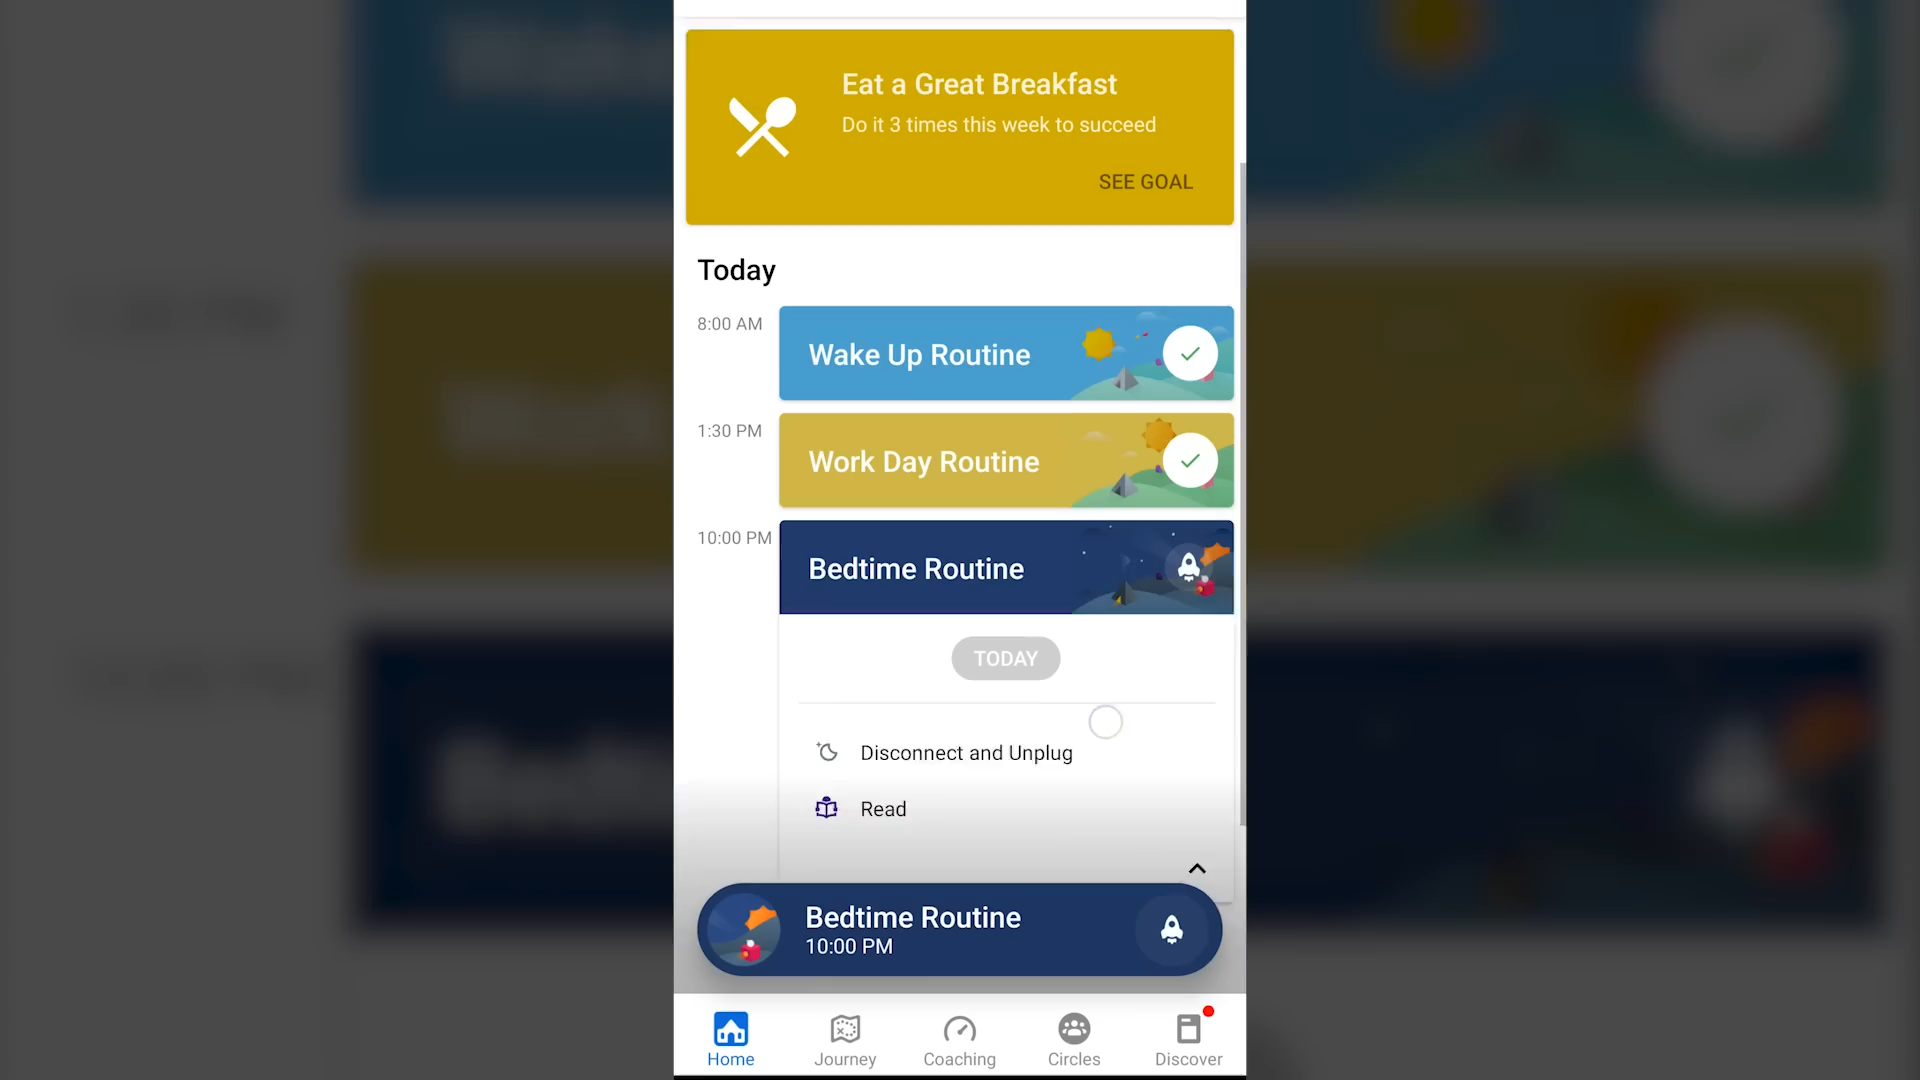 Eat a Great Breakfast
Do it 3 times this week to succeed
SEE GOAL
Today
8:00 AM
Wake Up Routine
1:30 PM
Work Day Routine
10:00 PM
Bedtime Routine
TODAY
Disconnect and Unplug
Read
Bedtime Routine
10:00 PM
Home
Journey
Coaching
Circles
Discover